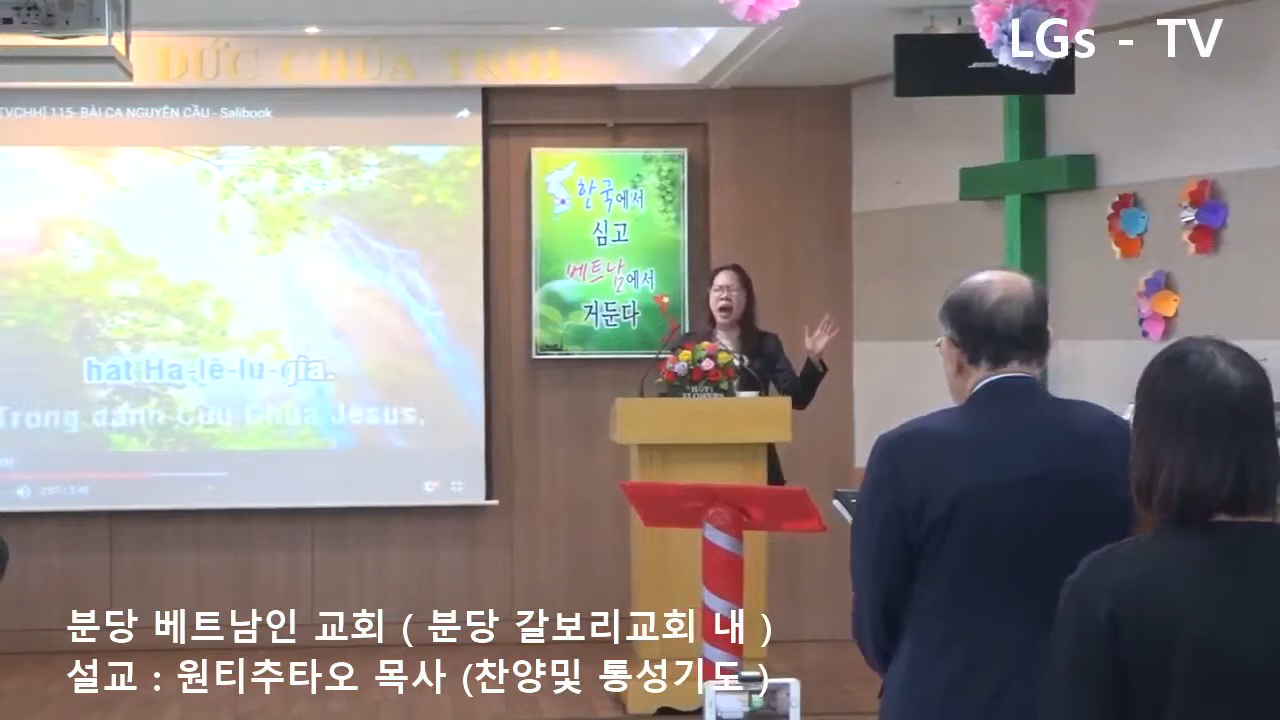 LGs - TV
ĐỨC CHÚA TRỜI
115- BÀI CA NGUYỆN CẦU - Salibook
한국에서
심고
베트남에서
거둔다
hát Ha-lê-lu-gia.
Trong danh Cứu Chúa Jesus,
FLOWERS
분당 베트남인 교회 ( 분당 갈보리교회 내 )
설교 : 원티추타오 목사 (찬양및 통성기도 )